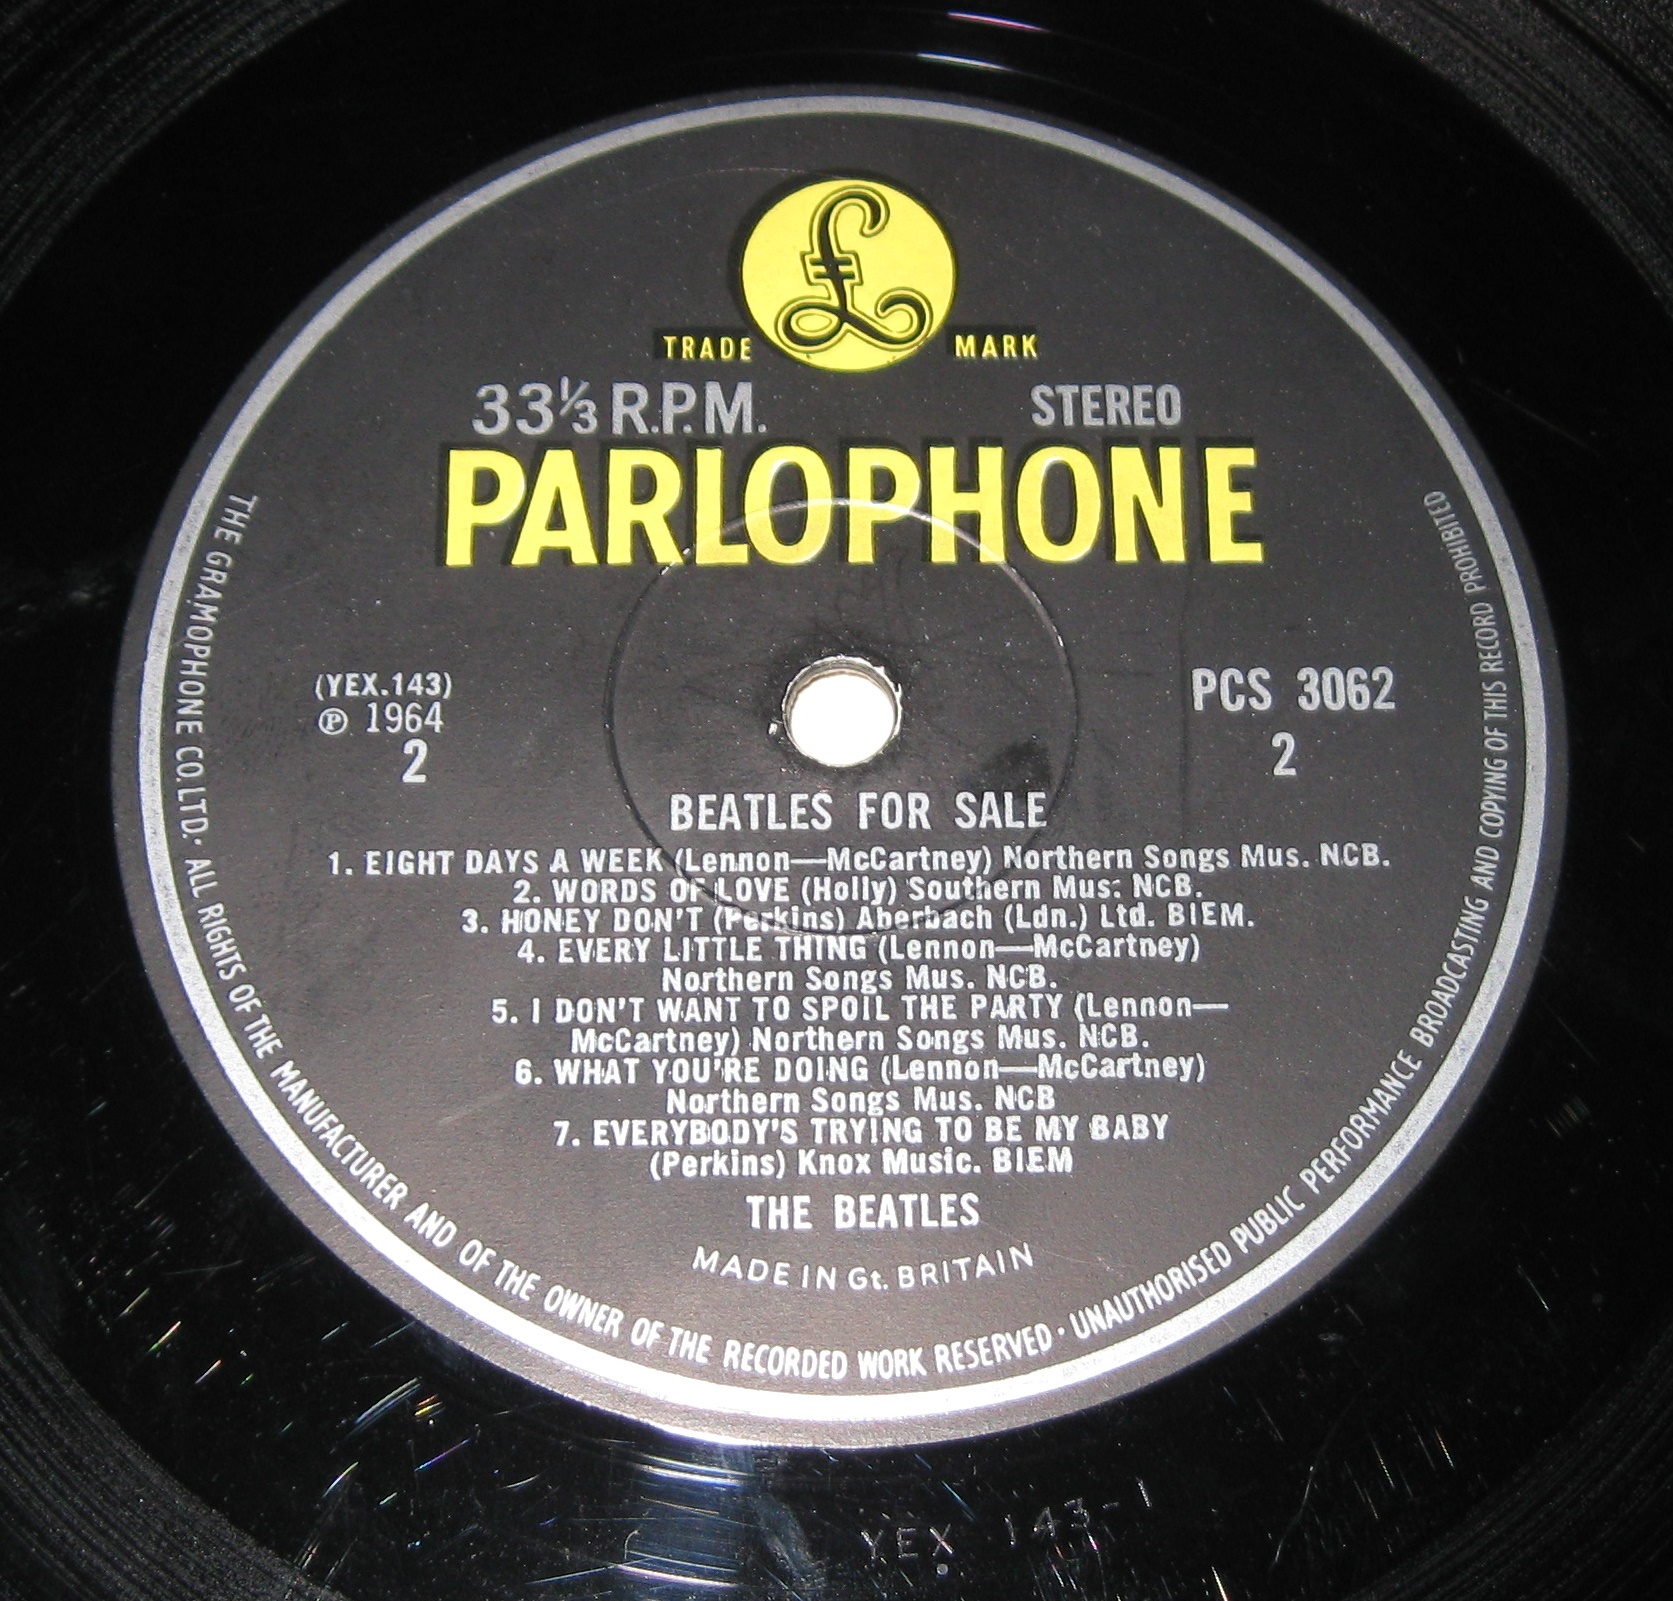 £
TRADE MARK
33⅓ R.P.M. STEREO
PARLOPHONE
(YEX.143) PCS 3062
℗ 1964
2 2
BEATLES FOR SALE
1. EIGHT DAYS A WEEK (Lennon—McCartney) Northern Songs Mus. NCB.
2. WORDS OF LOVE (Holly) Southern Mus. NCB.
3. HONEY DON'T (Perkins) Aberbach (Ldn.) Ltd. BIEM.
4. EVERY LITTLE THING (Lennon—McCartney)
Northern Songs Mus. NCB.
5. I DON'T WANT TO SPOIL THE PARTY (Lennon—
McCartney) Northern Songs Mus. NCB.
6. WHAT YOU'RE DOING (Lennon—McCartney)
Northern Songs Mus. NCB
7. EVERYBODY'S TRYING TO BE MY BABY
(Perkins) Knox Music. BIEM
THE BEATLES
MADE IN Gt. BRITAIN
THE GRAMOPHONE CO. LTD. · ALL RIGHTS OF THE MANUFACTURER AND OF THE OWNER OF THE RECORDED WORK RESERVED · UNAUTHORISED PUBLIC PERFORMANCE BROADCASTING AND COPYING OF THIS RECORD PROHIBITED
YEX 143-1